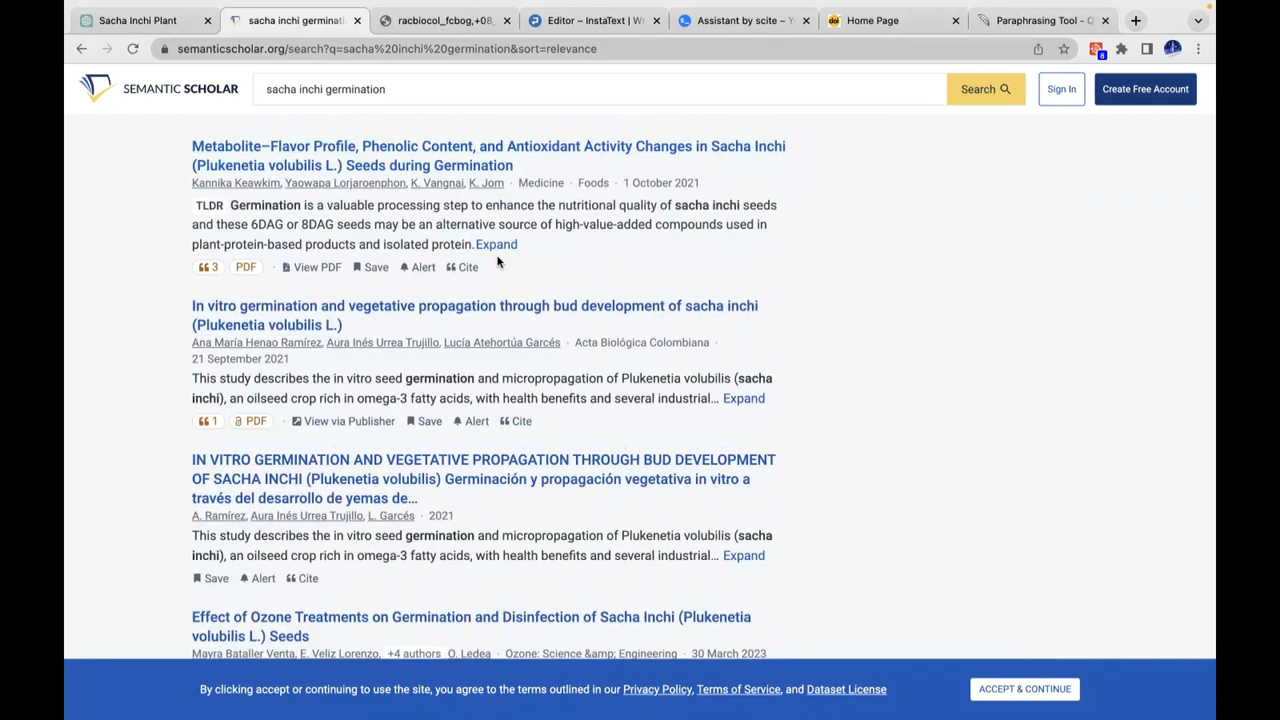 Sacha Inchi Plant
sacha inchi germinati
racbiocol_fcbog,+08_
Editor – InstaText | W
Assistant by scite – Y
Home Page
Paraphrasing Tool - Q
semanticscholar.org/search?q=sacha%20inchi%20germination&sort=relevance
8
SEMANTIC SCHOLAR
sacha inchi germination
Search
Sign In
Create Free Account
Metabolite–Flavor Profile, Phenolic Content, and Antioxidant Activity Changes in Sacha Inchi
(Plukenetia volubilis L.) Seeds during Germination
Kannika Keawkim, Yaowapa Lorjaroenphon, K. Vangnai, K. Jom · Medicine · Foods · 1 October 2021
TLDR Germination is a valuable processing step to enhance the nutritional quality of sacha inchi seeds
and these 6DAG or 8DAG seeds may be an alternative source of high-value-added compounds used in
plant-protein-based products and isolated protein. Expand
3 PDF · View PDF Save Alert Cite
In vitro germination and vegetative propagation through bud development of sacha inchi
(Plukenetia volubilis L.)
Ana María Henao Ramírez, Aura Inés Urrea Trujillo, Lucía Atehortúa Garcés · Acta Biológica Colombiana ·
21 September 2021
This study describes the in vitro seed germination and micropropagation of Plukenetia volubilis (sacha
inchi), an oilseed crop rich in omega-3 fatty acids, with health benefits and several industrial… Expand
1 PDF · View via Publisher Save Alert Cite
IN VITRO GERMINATION AND VEGETATIVE PROPAGATION THROUGH BUD DEVELOPMENT
OF SACHA INCHI (Plukenetia volubilis) Germinación y propagación vegetativa in vitro a
través del desarrollo de yemas de…
A. Ramírez, Aura Inés Urrea Trujillo, L. Garcés · 2021
This study describes the in vitro seed germination and micropropagation of Plukenetia volubilis (sacha
inchi), an oilseed crop rich in omega-3 fatty acids, with health benefits and several industrial… Expand
Save Alert Cite
Effect of Ozone Treatments on Germination and Disinfection of Sacha Inchi (Plukenetia
volubilis L.) Seeds
Mayra Bataller Venta, E. Veliz Lorenzo, +4 authors O. Ledea · Ozone: Science &amp; Engineering · 30 March 2023
By clicking accept or continuing to use the site, you agree to the terms outlined in our Privacy Policy, Terms of Service, and Dataset License
ACCEPT & CONTINUE